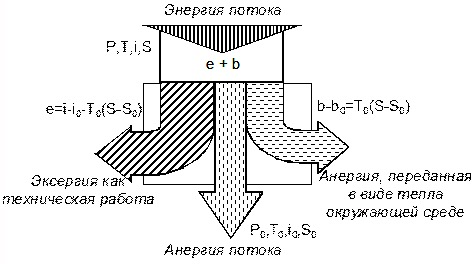 Энергия потока
P,T,i,S
e + b
e=i-i₀-T₀(S-S₀)
b-b₀=T₀(S-S₀)
Эксергия как
техническая работа
Анергия, переданная
в виде тепла
окружающей среде
P₀,T₀,i₀,S₀
Анергия потока